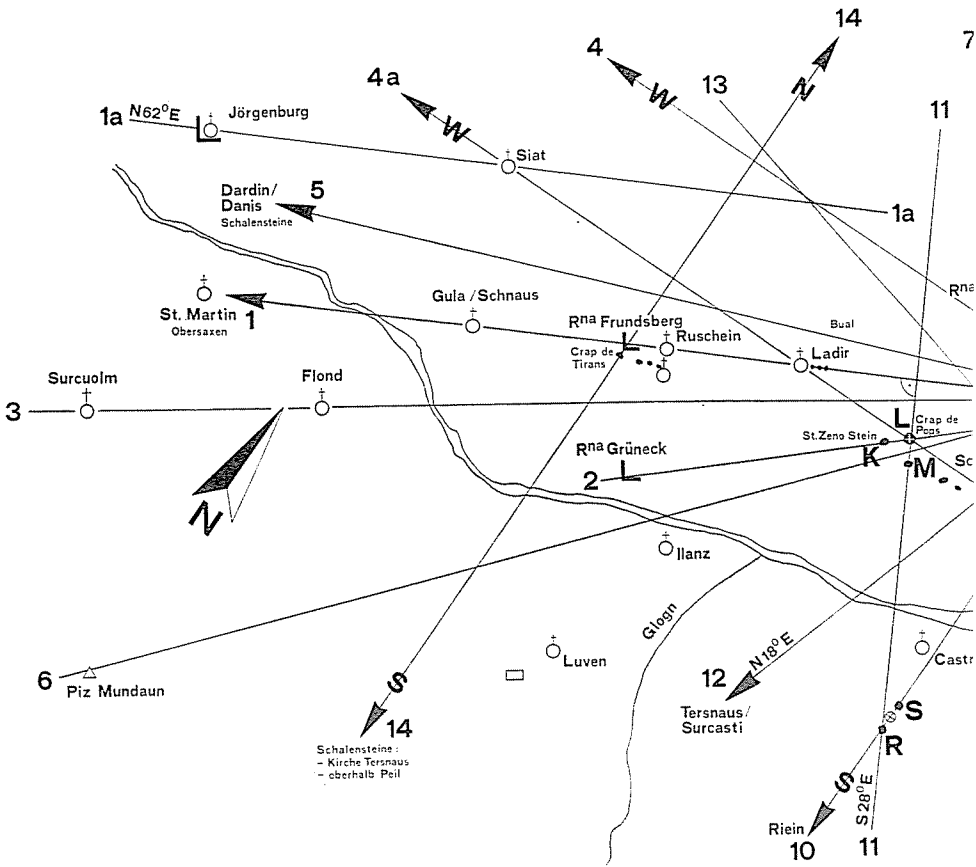 14
7
4
13
4a
W
W
N
11
1a
N62°E
Jörgenburg
Siat
Dardin/
Danis
Schalensteine
5
1a
Rna
St. Martin
Obersaxen
1
Gula / Schnaus
Rna Frundsberg
Crap de
Tirans
Ruschein
Bual
Ladir
Surcuolm
3
Flond
L
Crap de
Pops
St. Zeno Stein
K
M
Sc
N
Rna Grüneck
2
L
Ilanz
Glogn
6
Piz Mundaun
Luven
N18°E
12
Tersnaus/
Surcasti
Castr
S
R
S
14
Schalensteine :
- Kirche Tersnaus
- oberhalb Peil
S
S28°E
Riein
10
11